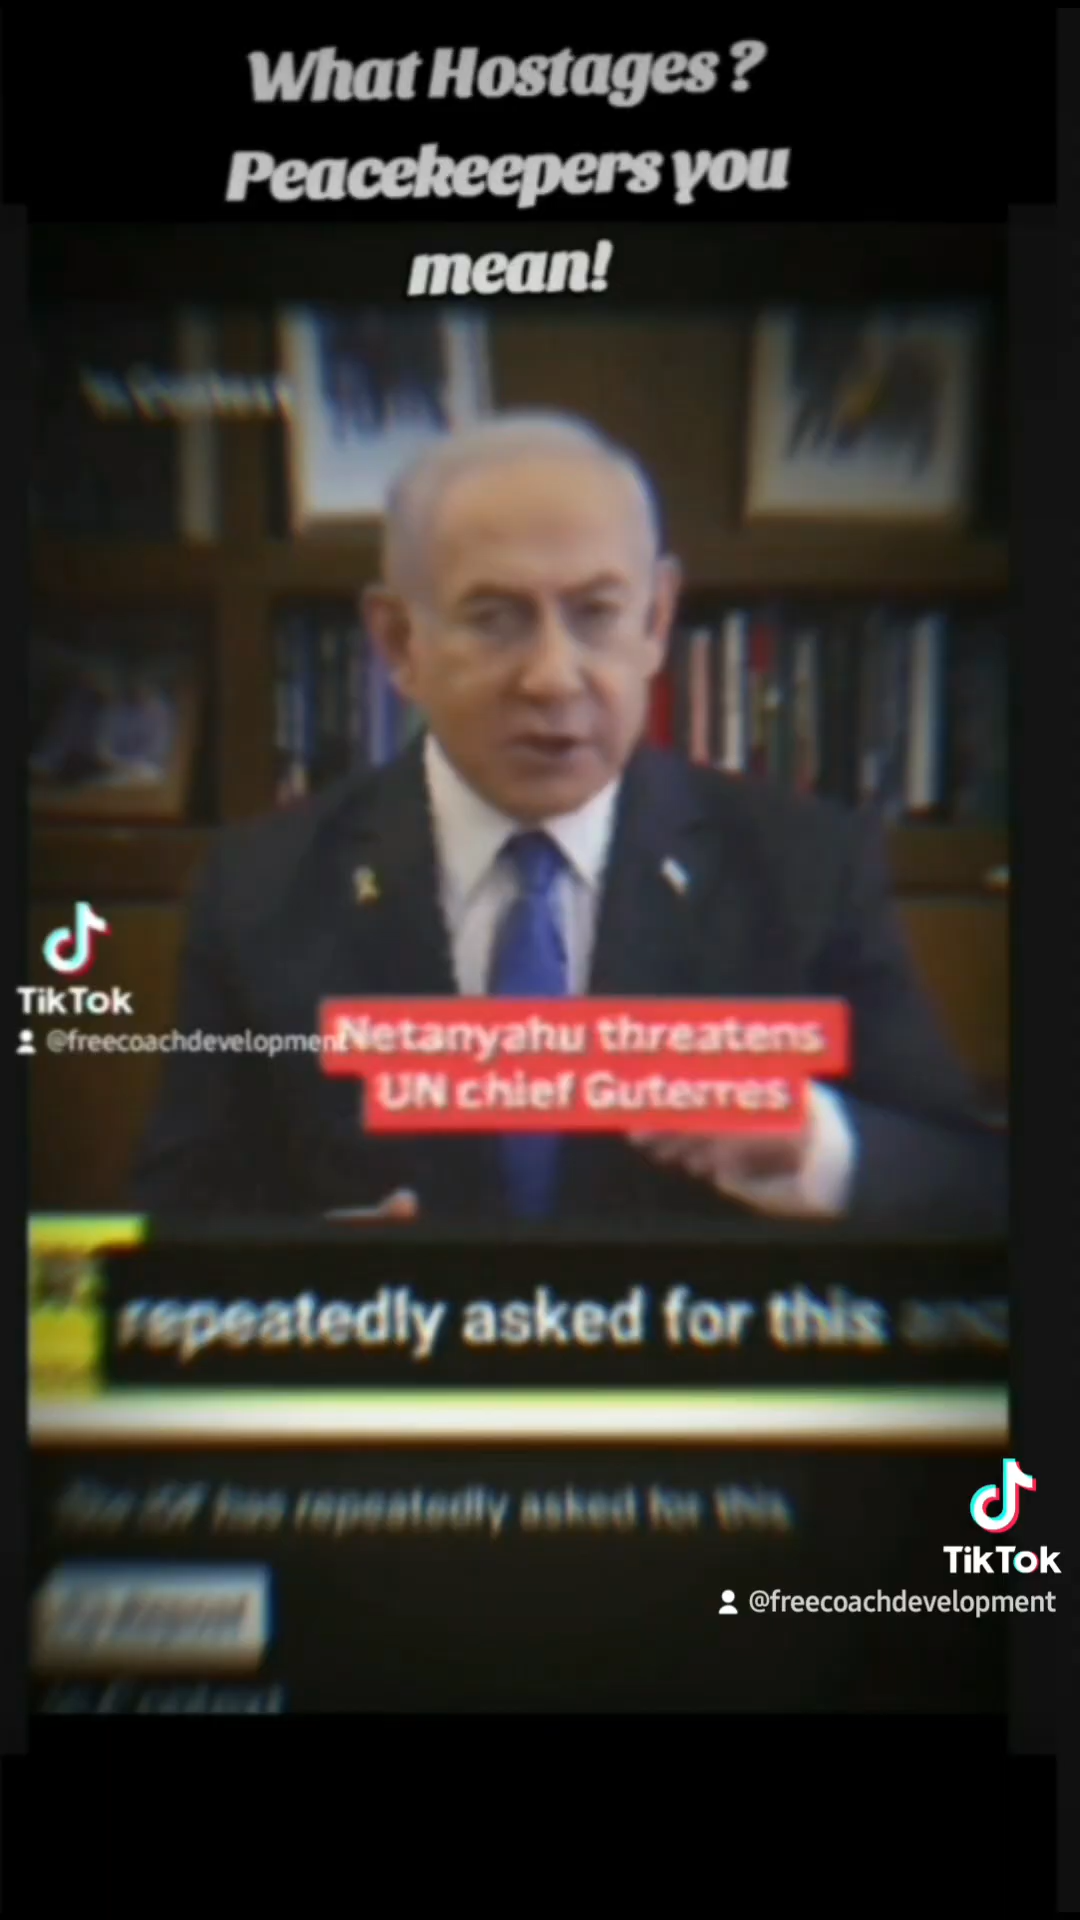 What Hostages ?
Peacekeepers you
mean!
TikTok
@freecoachdevelopment
Netanyahu threatens
UN chief Guterres
repeatedly asked for this
has repeatedly asked for this
TikTok
@freecoachdevelopment